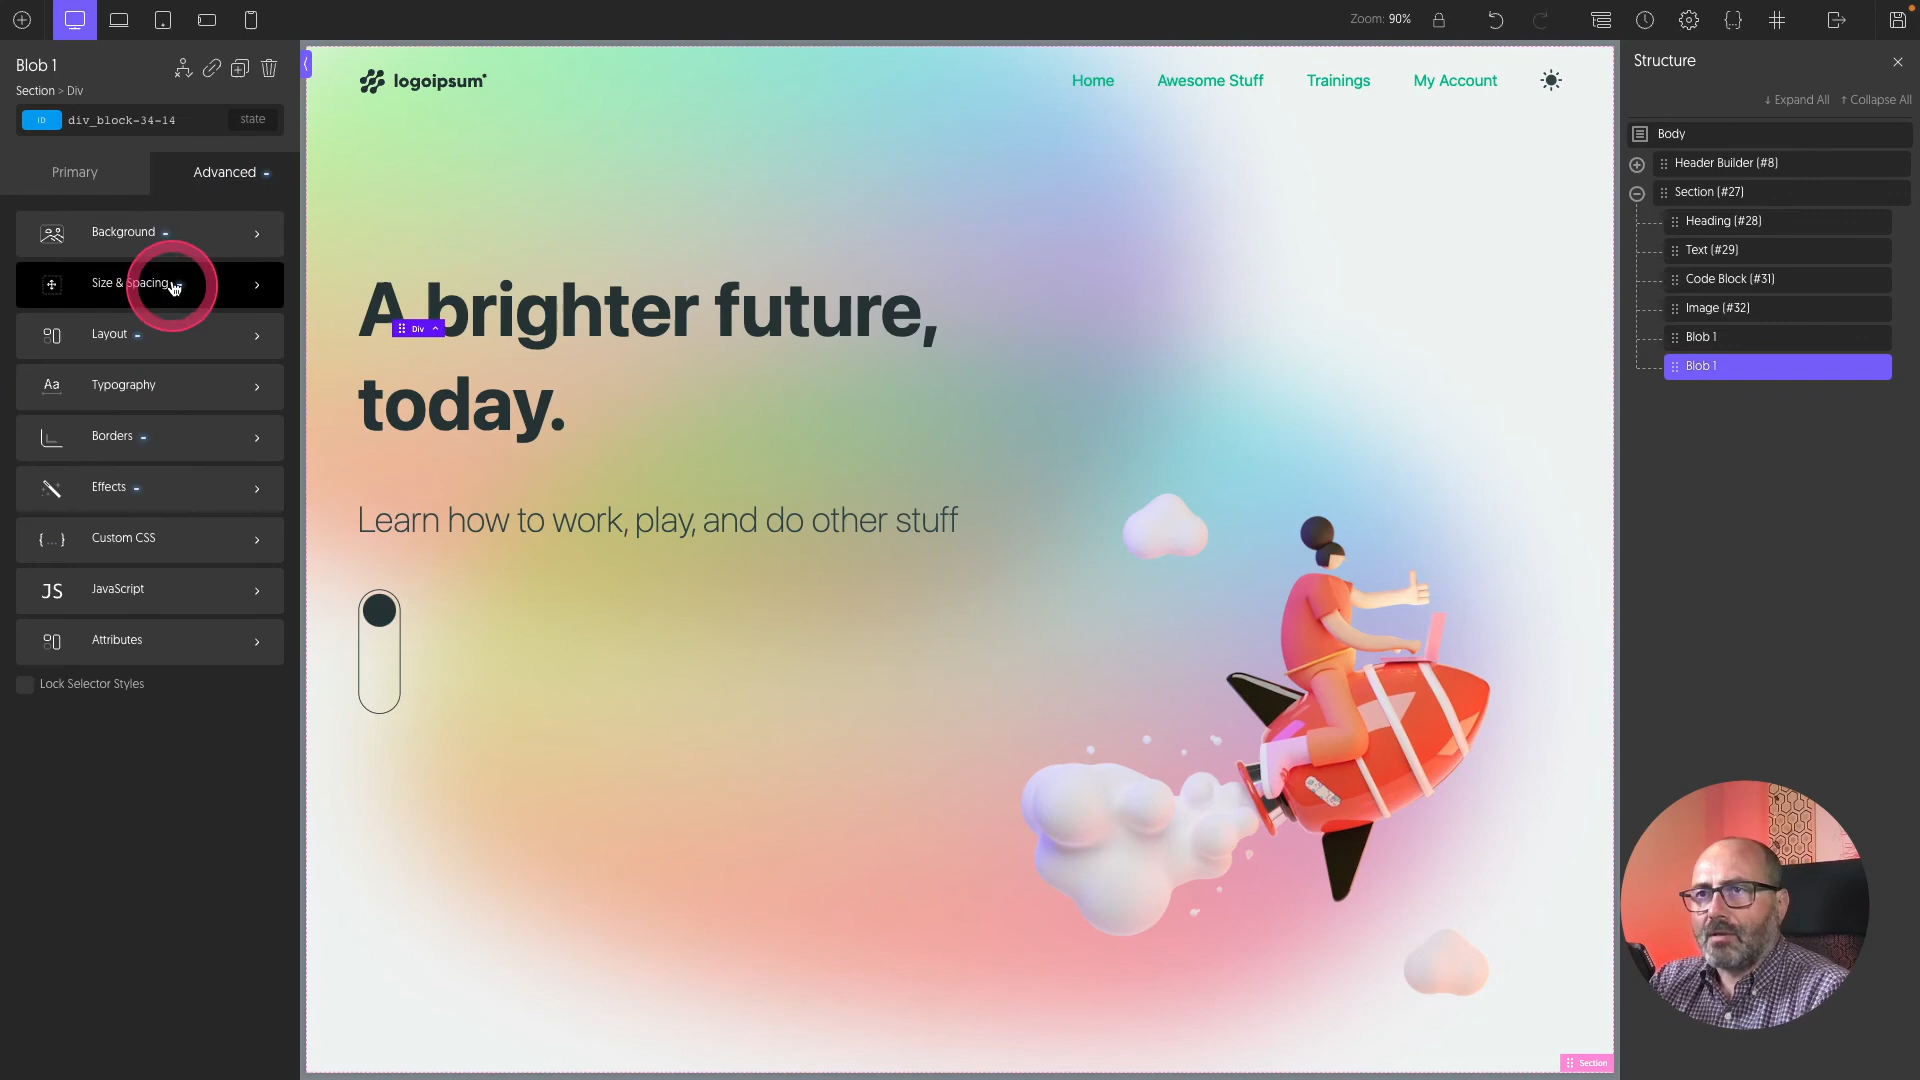 Zoom: 90%
Blob 1
Section > Div
ID
div_block-34-14
state
Primary
Advanced
Background
Size & Spacing
Layout
Aa
Typography
Borders
Effects
{ ... }
Custom CSS
JS
JavaScript
Attributes
Lock Selector Styles
logoipsum
Home
Awesome Stuff
Trainings
My Account
A brighter future,
Div
today.
Learn how to work, play, and do other stuff
Section
Structure
Expand All
Collapse All
Body
Header Builder (#8)
Section (#27)
Heading (#28)
Text (#29)
Code Block (#31)
Image (#32)
Blob 1
Blob 1